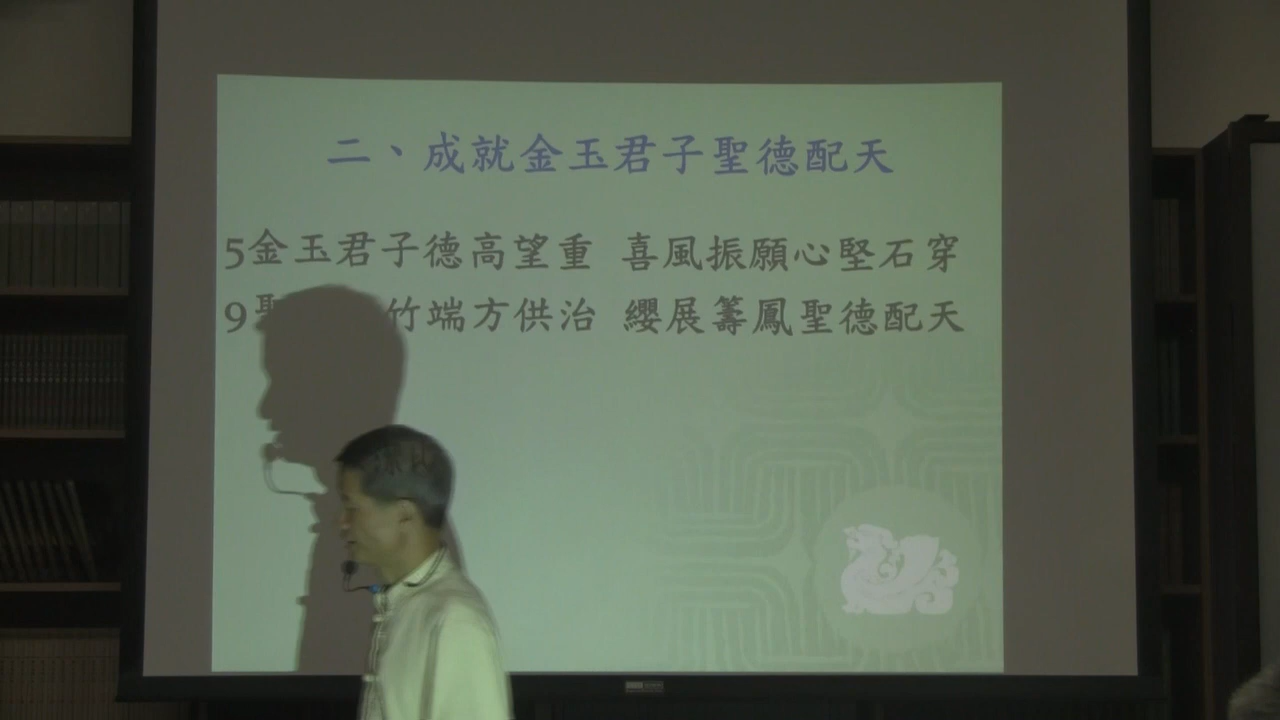 二、成就金玉君子聖德配天
5金玉君子德高望重 喜風振願心堅石穿
9聖 竹端方供治 纓展籌鳳聖德配天